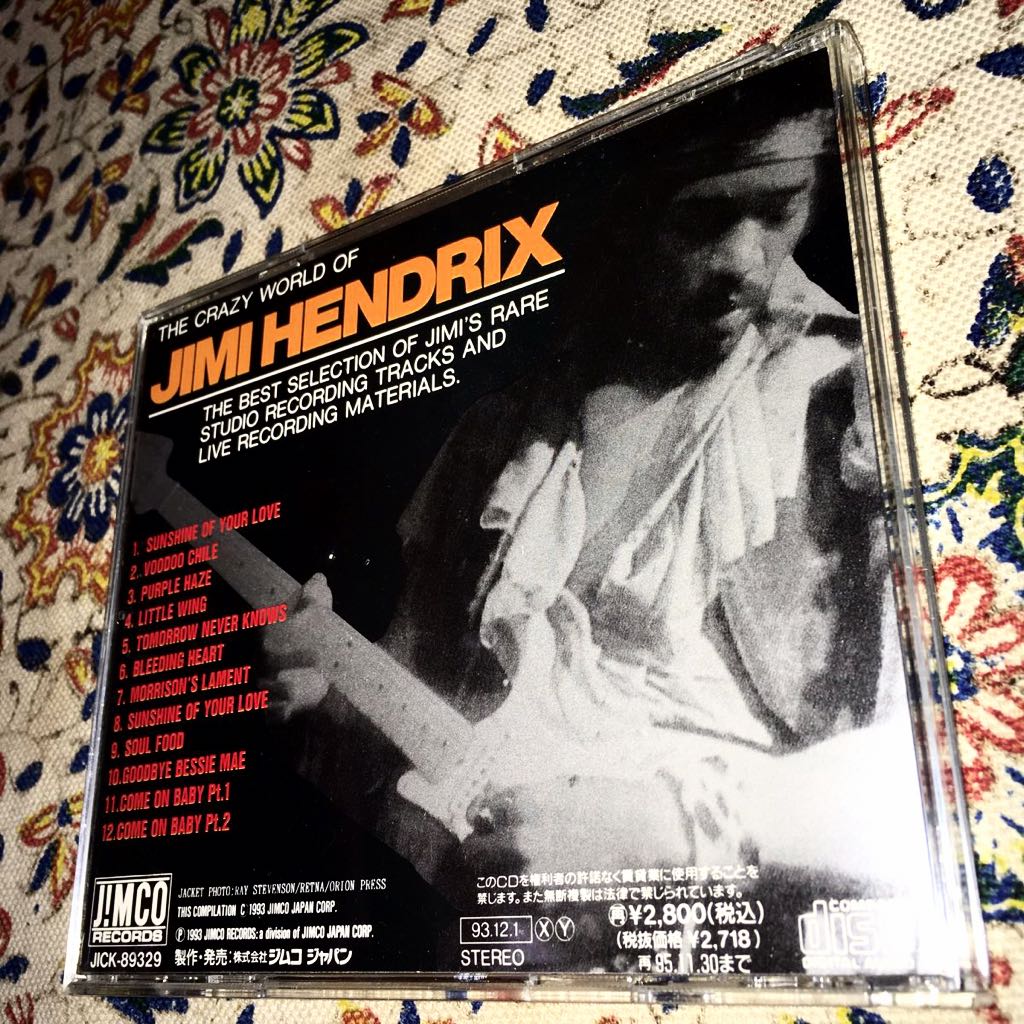 THE CRAZY WORLD OF
JIMI HENDRIX
THE BEST SELECTION OF JIMI'S RARE
STUDIO RECORDING TRACKS AND
LIVE RECORDING MATERIALS.
1. SUNSHINE OF YOUR LOVE
2. VOODOO CHILE
3. PURPLE HAZE
4. LITTLE WING
5. TOMORROW NEVER KNOWS
6. BLEEDING HEART
7. MORRISON'S LAMENT
8. SUNSHINE OF YOUR LOVE
9. SOUL FOOD
10.GOODBYE BESSIE MAE
11.COME ON BABY Pt.1
12.COME ON BABY Pt.2
J!MCO
RECORDS
JICK-89329
JACKET PHOTO:RAY STEVENSON/RETNA/ORION PRESS
THIS COMPILATION C 1993 JIMCO JAPAN CORP.
Ⓟ 1993 JIMCO RECORDS: a division of JIMCO JAPAN CORP.
製作・発売：株式会社ジムコ ジャパン
このCDを権利者の許諾なく賃貸業に使用することを
禁じます。また無断複製は法律で禁じられています。
93.12.1 ⓍⓎ
STEREO
再¥2,800(税込)
(税抜価格 ¥2,718)
再 95.11.30まで
COMPACT
disc
DIGITAL AUDIO